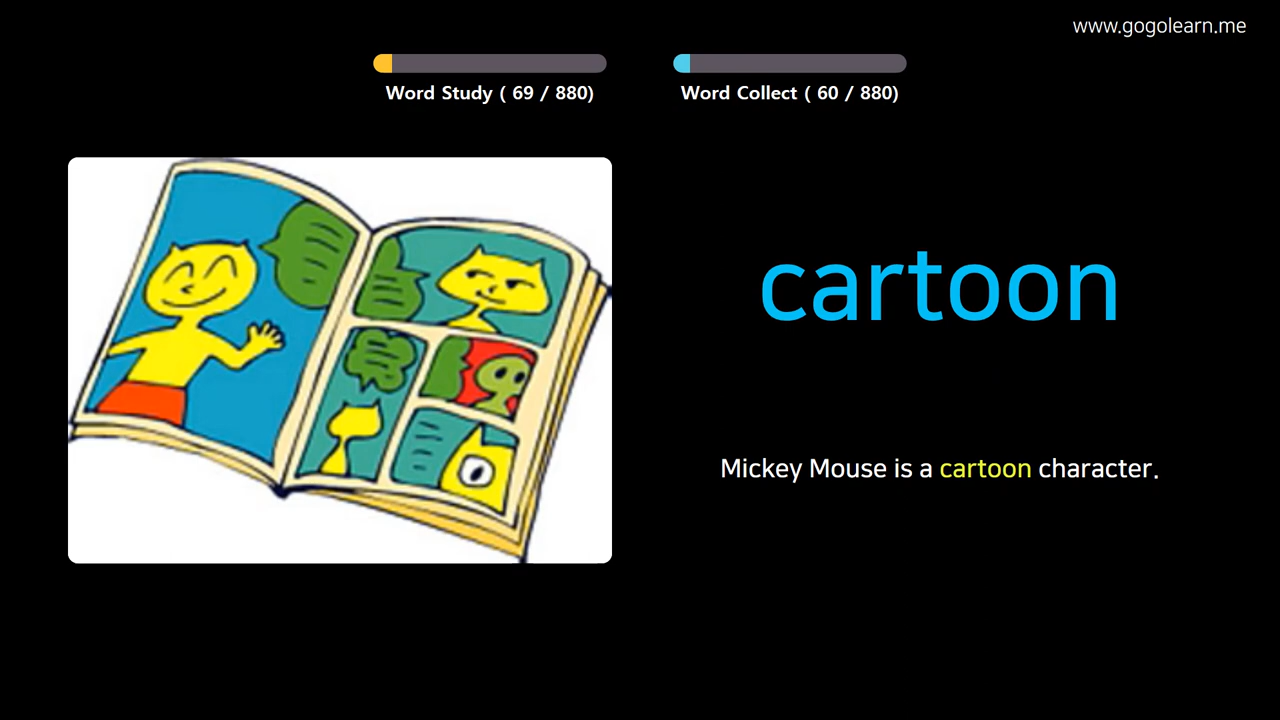 www.gogolearn.me
Word Study ( 69 / 880)
Word Collect ( 60 / 880)
cartoon
Mickey Mouse is a cartoon character.